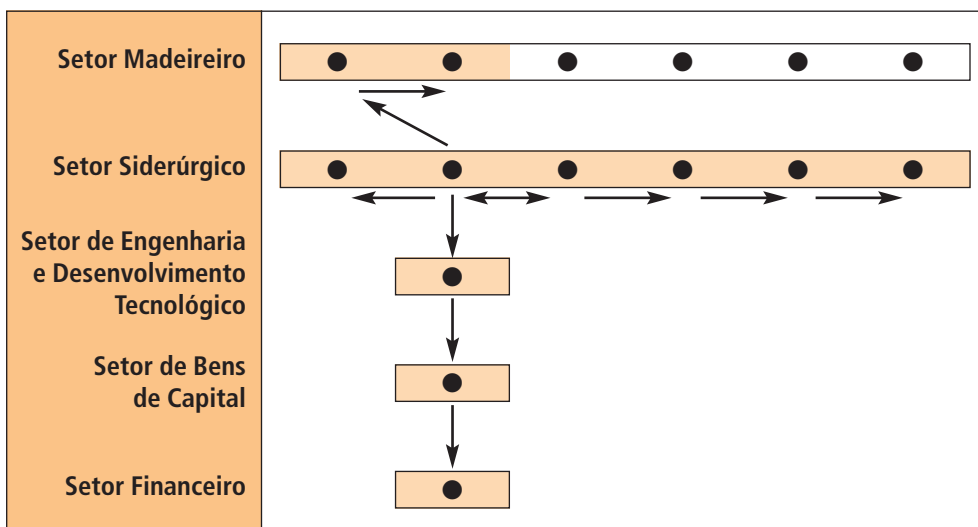 Setor Madeireiro
Setor Siderúrgico
Setor de Engenharia
e Desenvolvimento
Tecnológico
Setor de Bens
de Capital
Setor Financeiro